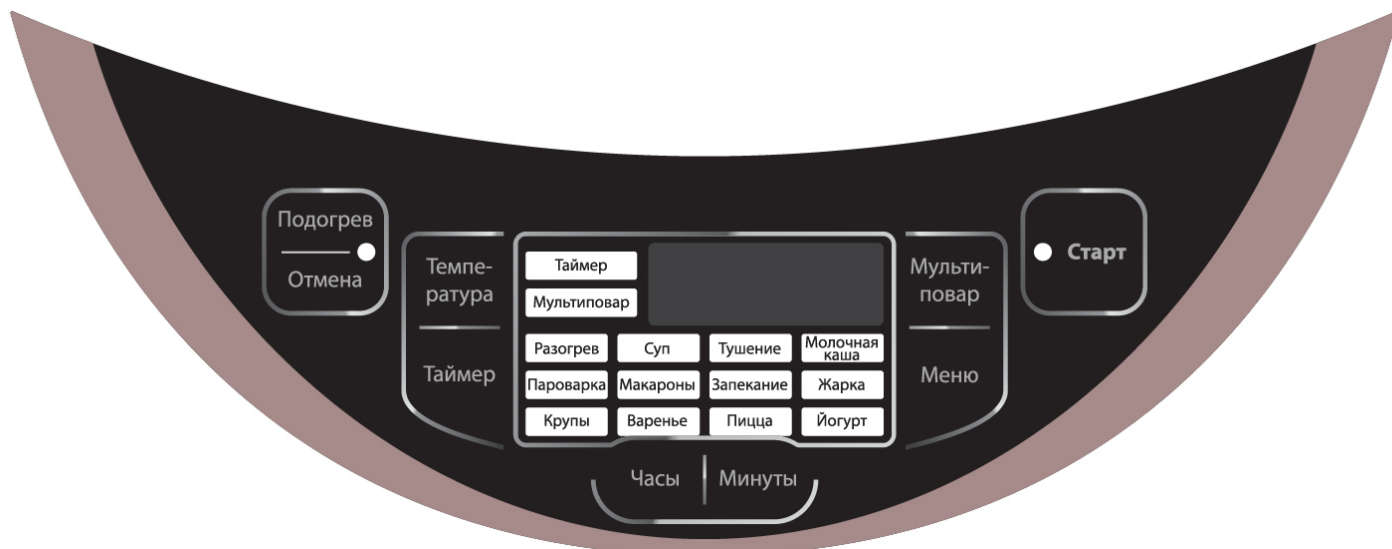 Подогрев
Отмена
Темпе-
ратура
Таймер
Таймер
Мультиповар
Разогрев Суп Тушение Молочная
каша
Пароварка Макароны Запекание Жарка
Крупы Варенье Пицца Йогурт
Мульти-
повар
Меню
Старт
Часы Минуты